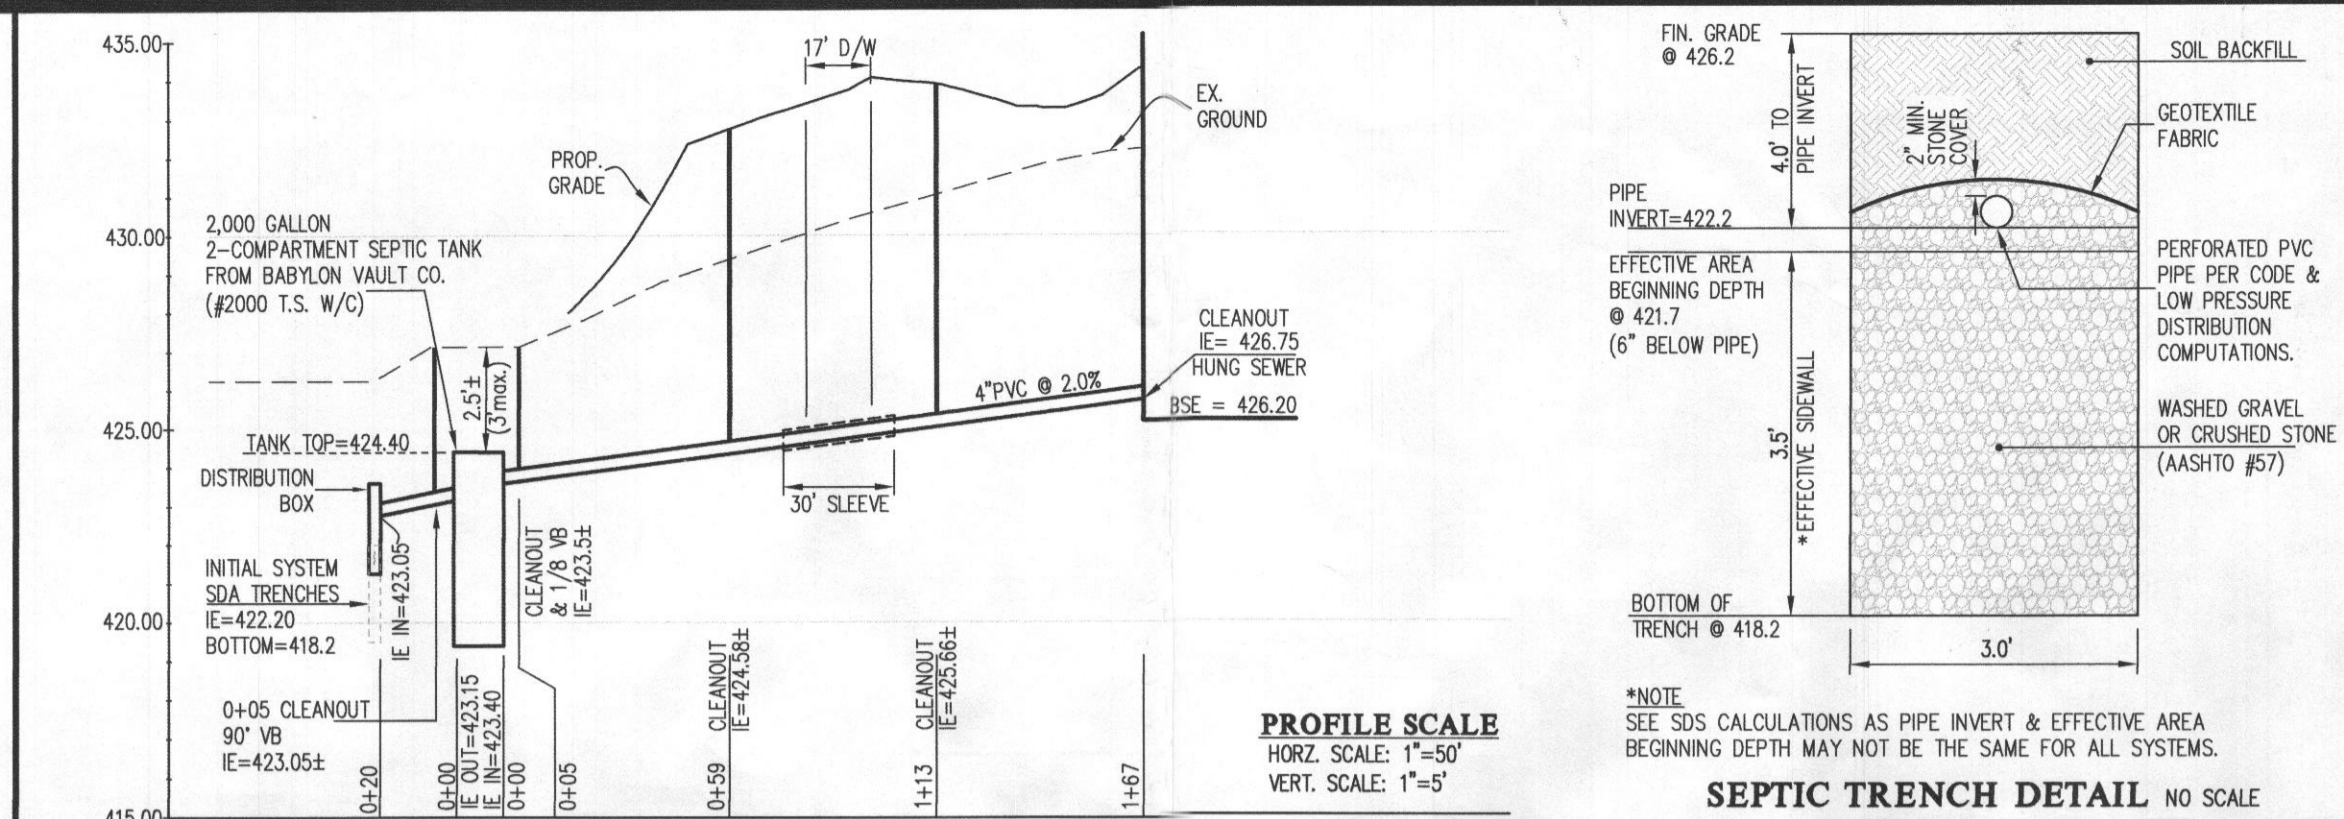 435.00
430.00
425.00
420.00
415.00
17' D/W
EX.
GROUND
PROP.
GRADE
2,000 GALLON
2-COMPARTMENT SEPTIC TANK
FROM BABYLON VAULT CO.
(#2000 T.S. W/C)
2.5'±
(3'max.)
TANK TOP=424.40
DISTRIBUTION
BOX
INITIAL SYSTEM
SDA TRENCHES
IE=422.20
BOTTOM=418.2
IE IN=423.05
0+05 CLEANOUT
90° VB
IE=423.05±
CLEANOUT
& 1/8 VB
IE=423.5±
30' SLEEVE
4"PVC @ 2.0%
CLEANOUT
IE= 426.75
HUNG SEWER
BSE = 426.20
CLEANOUT
IE=424.58±
CLEANOUT
IE=425.66±
0+20
0+00
IE OUT=423.15
IE IN=423.40
0+00
0+05
0+59
1+13
1+67
PROFILE SCALE
HORZ. SCALE: 1"=50'
VERT. SCALE: 1"=5'
FIN. GRADE
@ 426.2
4.0' TO
PIPE INVERT
2" MIN.
STONE
COVER
SOIL BACKFILL
GEOTEXTILE
FABRIC
PIPE
INVERT=422.2
EFFECTIVE AREA
BEGINNING DEPTH
@ 421.7
(6" BELOW PIPE)
3.5'
*EFFECTIVE SIDEWALL
PERFORATED PVC
PIPE PER CODE &
LOW PRESSURE
DISTRIBUTION
COMPUTATIONS.
WASHED GRAVEL
OR CRUSHED STONE
(AASHTO #57)
BOTTOM OF
TRENCH @ 418.2
3.0'
*NOTE
SEE SDS CALCULATIONS AS PIPE INVERT & EFFECTIVE AREA
BEGINNING DEPTH MAY NOT BE THE SAME FOR ALL SYSTEMS.
SEPTIC TRENCH DETAIL NO SCALE